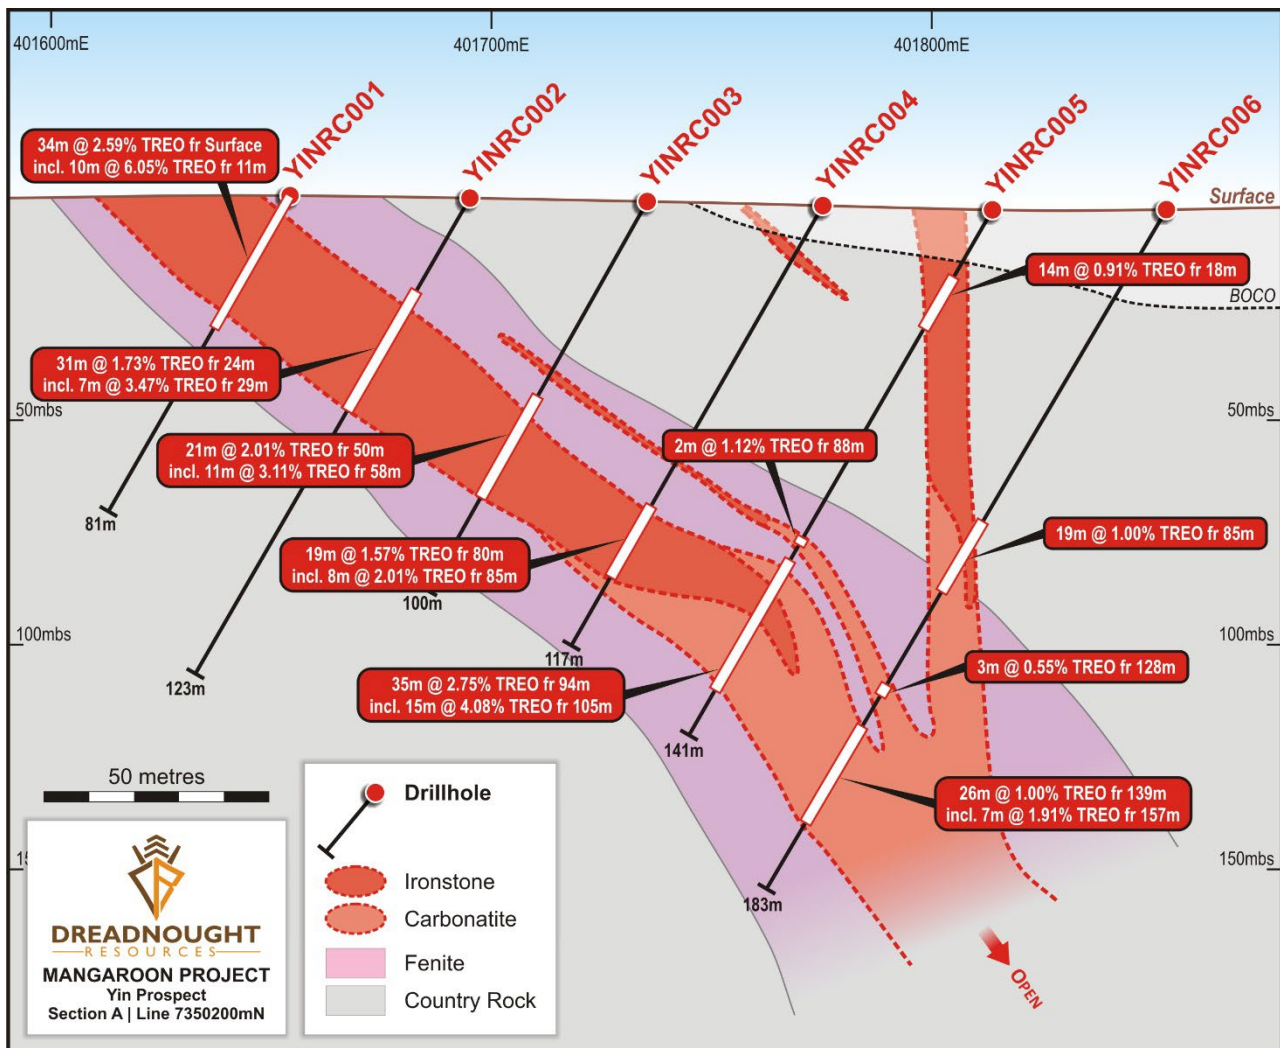 401600mE
401700mE
401800mE
YINRC001
YINRC002
YINRC003
YINRC004
YINRC005
YINRC006
34m @ 2.59% TREO fr Surface
incl. 10m @ 6.05% TREO fr 11m
Surface
14m @ 0.91% TREO fr 18m
BOCO
31m @ 1.73% TREO fr 24m
incl. 7m @ 3.47% TREO fr 29m
50mbs
50mbs
21m @ 2.01% TREO fr 50m
incl. 11m @ 3.11% TREO fr 58m
2m @ 1.12% TREO fr 88m
81m
19m @ 1.57% TREO fr 80m
incl. 8m @ 2.01% TREO fr 85m
19m @ 1.00% TREO fr 85m
100m
100mbs
100mbs
117m
123m
35m @ 2.75% TREO fr 94m
incl. 15m @ 4.08% TREO fr 105m
3m @ 0.55% TREO fr 128m
141m
26m @ 1.00% TREO fr 139m
incl. 7m @ 1.91% TREO fr 157m
150mbs
183m
OPEN
50 metres
Drillhole
Ironstone
Carbonatite
Fenite
Country Rock
DREADNOUGHT
RESOURCES
MANGAROON PROJECT
Yin Prospect
Section A | Line 7350200mN